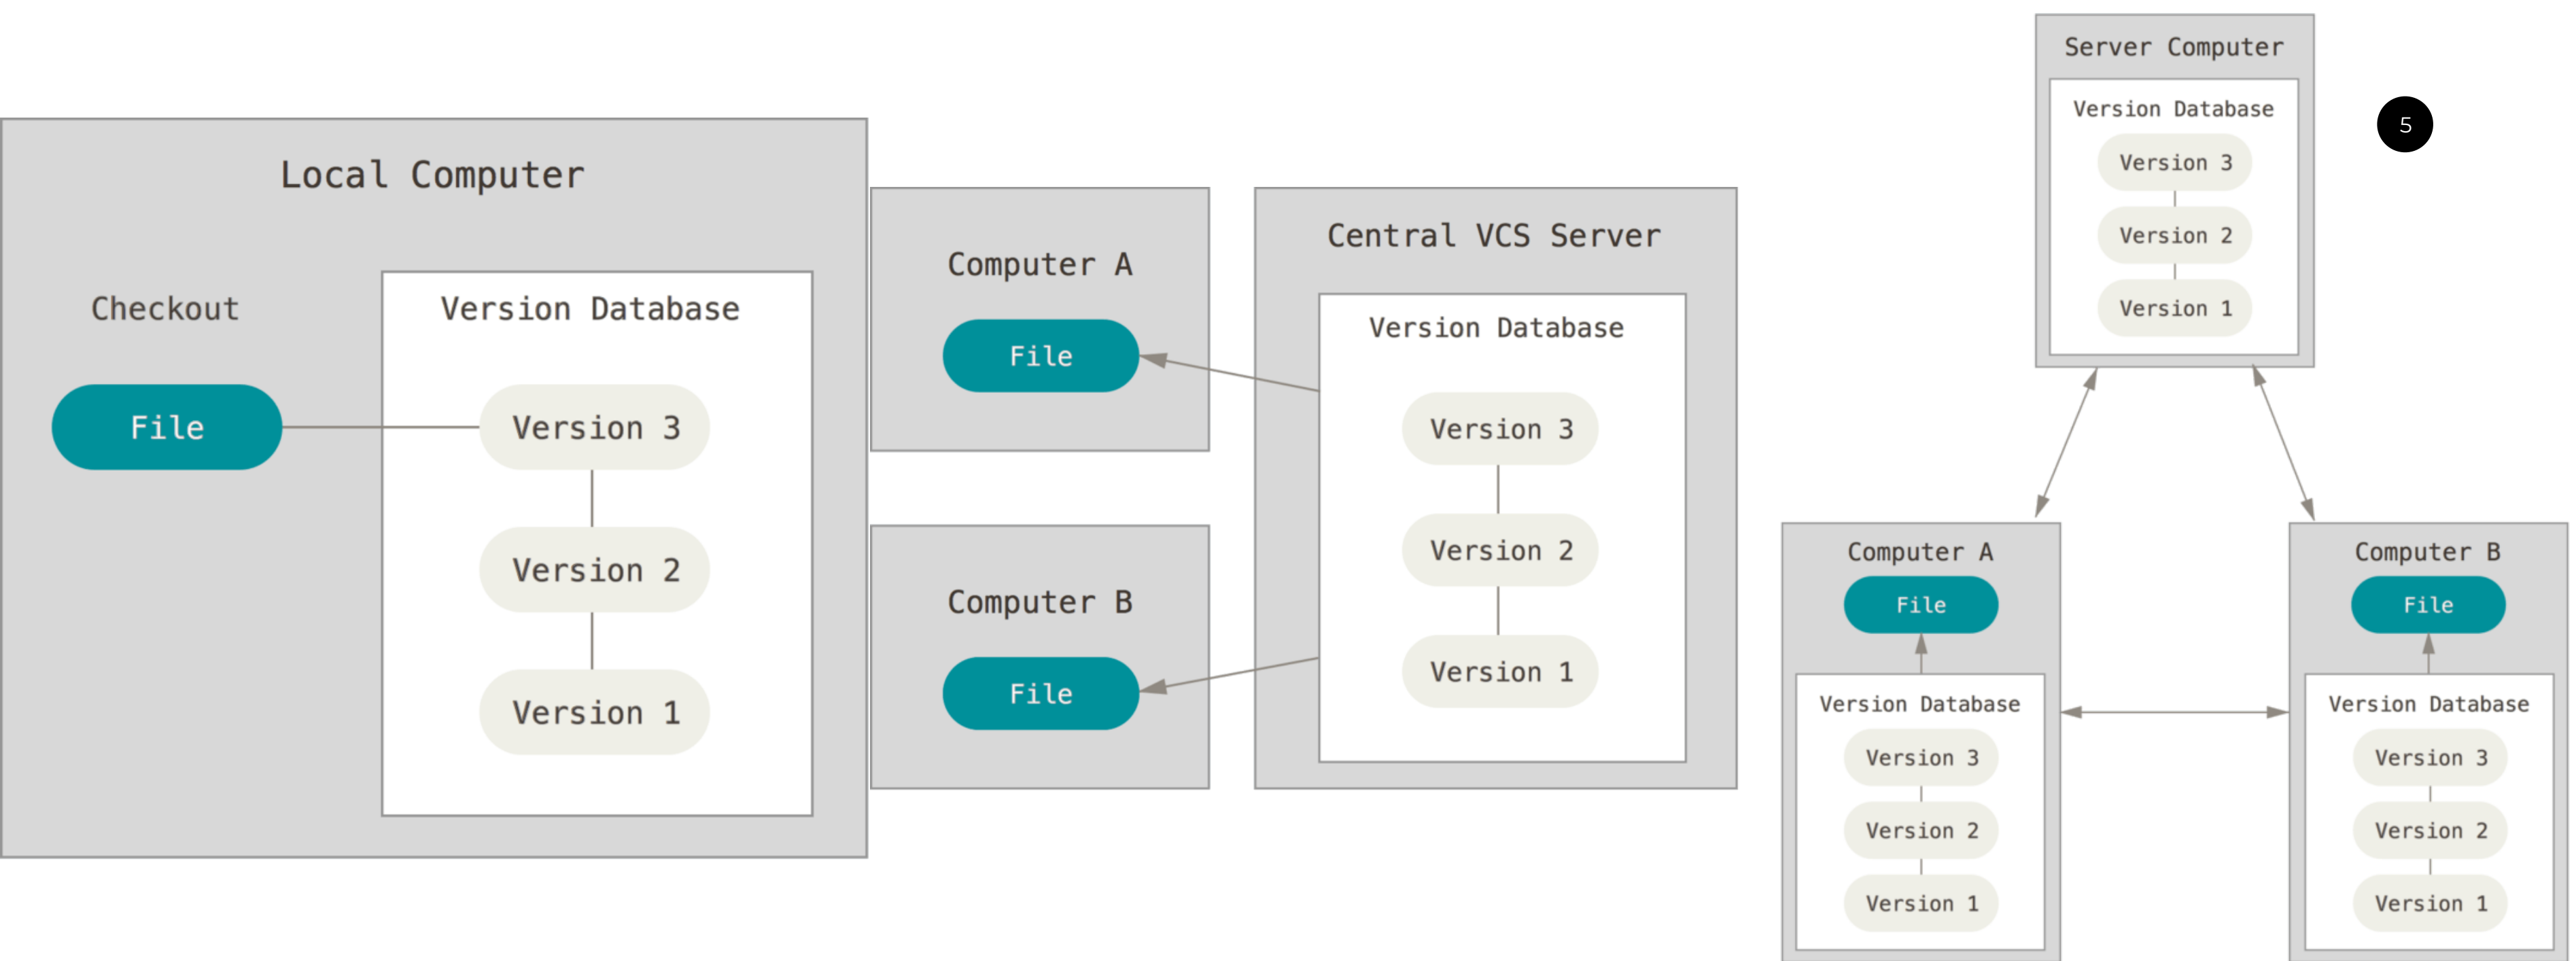 Local Computer
Checkout
File
Version Database
Version 3
Version 2
Version 1
Computer A
File
Computer B
File
Central VCS Server
Version Database
Version 3
Version 2
Version 1
Server Computer
Version Database
Version 3
Version 2
Version 1
Computer A
File
Version Database
Version 3
Version 2
Version 1
Computer B
File
Version Database
Version 3
Version 2
Version 1
5